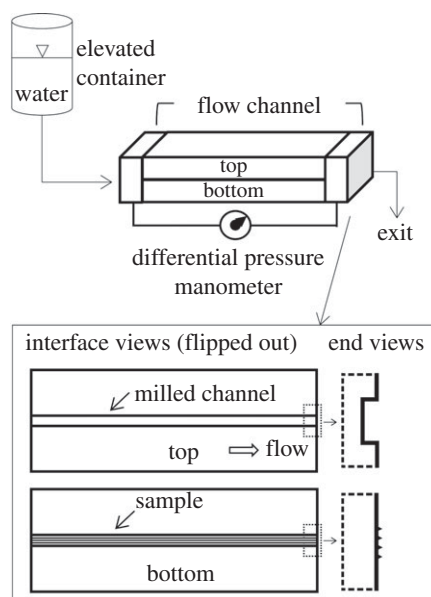 elevated
container
water
flow channel
top
bottom
exit
differential pressure
manometer
interface views (flipped out) end views
milled channel
top flow
sample
bottom